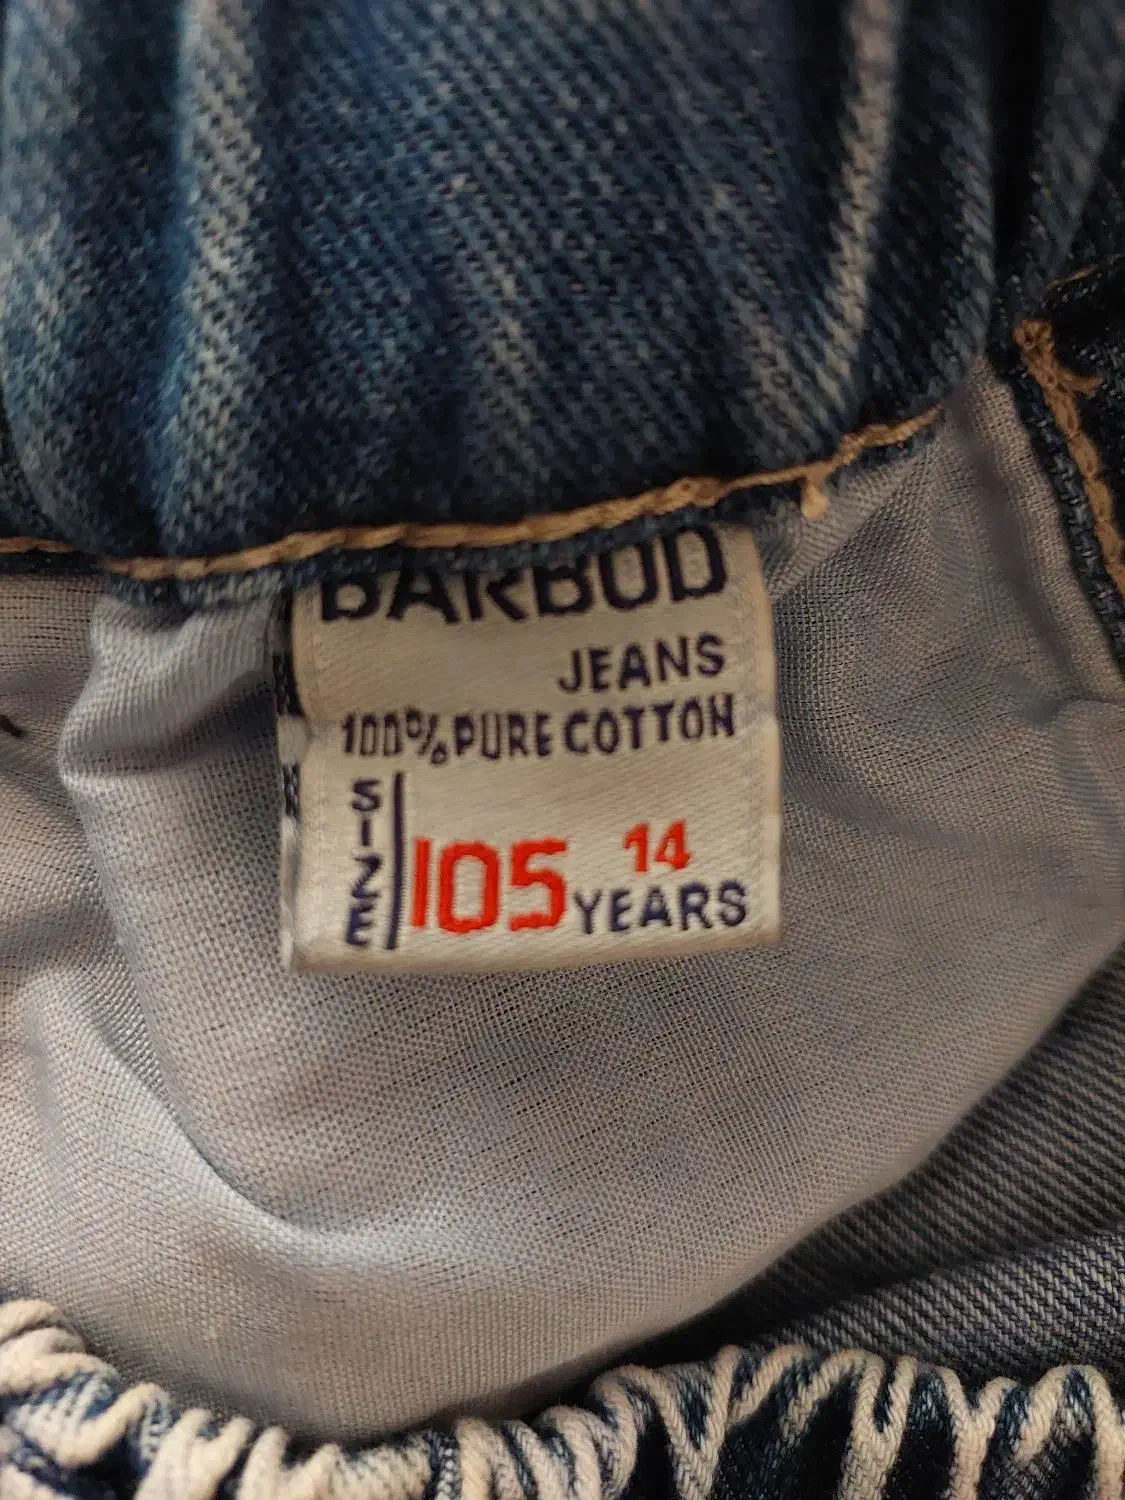 BARBOD
JEANS
100% PURE COTTON
SIZE 105 14 YEARS